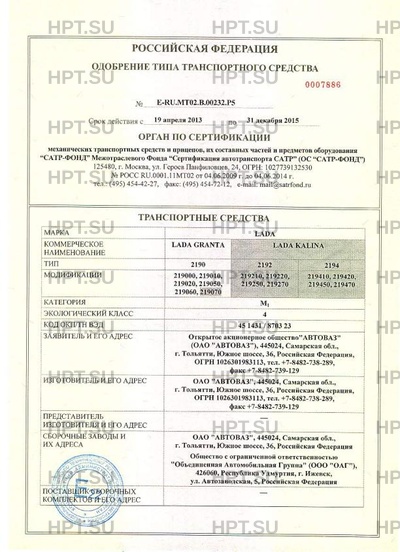 HPT.SU HPT.SU HPT.SU
РОССИЙСКАЯ ФЕДЕРАЦИЯ
ОДОБРЕНИЕ ТИПА ТРАНСПОРТНОГО СРЕДСТВА
0007886
№ E-RU.MT02.B.00232.P5
Срок действия с 19 апреля 2013 по 31 декабря 2015
ОРГАН ПО СЕРТИФИКАЦИИ
механических транспортных средств и прицепов, их составных частей и предметов оборудования
"САТР-ФОНД" Межотраслевого Фонда "Сертификация автотранспорта САТР" (ОС "САТР-ФОНД")
125480, г. Москва, ул. Героев Панфиловцев, 24, ОГРН: 1027739132530
№ РОСС RU.0001.11МТ02 от 04.06.2009 г. до 04.06.2014 г.
тел.: (495) 454-42-27, факс: (495) 454-72-12, e-mail: mail@satrfond.ru
ТРАНСПОРТНЫЕ СРЕДСТВА
МАРКА LADA
КОММЕРЧЕСКОЕ НАИМЕНОВАНИЕ LADA GRANTA LADA KALINA
ТИП 2190 2192 2194
МОДИФИКАЦИИ 219000, 219010, 219210, 219220, 219410, 219420,
219020, 219050, 219250, 219270 219450, 219470
219060, 219070
КАТЕГОРИЯ M1
ЭКОЛОГИЧЕСКИЙ КЛАСС 4
КОД ОКП/ТН ВЭД 45 1431 / 8703 23
ЗАЯВИТЕЛЬ И ЕГО АДРЕС Открытое акционерное общество "АВТОВАЗ"
(ОАО "АВТОВАЗ"), 445024, Самарская обл.,
г. Тольятти, Южное шоссе, 36, Российская Федерация,
ОГРН 1026301983113, тел. +7-8482-738-289,
факс +7-8482-739-129
ИЗГОТОВИТЕЛЬ И ЕГО АДРЕС ОАО "АВТОВАЗ", 445024, Самарская обл.,
г. Тольятти, Южное шоссе, 36, Российская Федерация,
ОГРН 1026301983113, тел. +7-8482-738-289,
факс +7-8482-739-129
ПРЕДСТАВИТЕЛЬ ИЗГОТОВИТЕЛЯ И ЕГО АДРЕС —
СБОРОЧНЫЕ ЗАВОДЫ И ИХ АДРЕСА ОАО "АВТОВАЗ", 445024, Самарская обл.,
г. Тольятти, Южное шоссе, 36, Российская Федерация
Общество с ограниченной ответственностью
"Объединенная Автомобильная Группа" (ООО "ОАГ"),
426060, Республика Удмуртия, г. Ижевск,
ул. Автозаводская, 5, Российская Федерация
ПОСТАВЩИК СБОРОЧНЫХ КОМПЛЕКТОВ И ЕГО АДРЕС —
HPT.SU HPT.SU HPT.SU